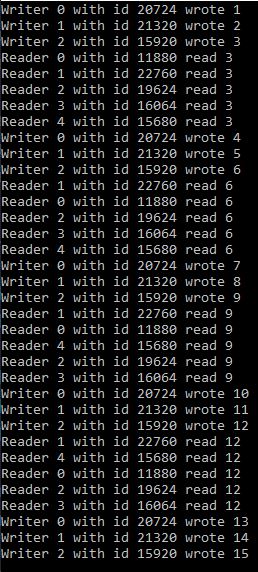 Writer 0 with id 20724 wrote 1
Writer 1 with id 21320 wrote 2
Writer 2 with id 15920 wrote 3
Reader 0 with id 11880 read 3
Reader 1 with id 22760 read 3
Reader 2 with id 19624 read 3
Reader 3 with id 16064 read 3
Reader 4 with id 15680 read 3
Writer 0 with id 20724 wrote 4
Writer 1 with id 21320 wrote 5
Writer 2 with id 15920 wrote 6
Reader 1 with id 22760 read 6
Reader 0 with id 11880 read 6
Reader 2 with id 19624 read 6
Reader 3 with id 16064 read 6
Reader 4 with id 15680 read 6
Writer 0 with id 20724 wrote 7
Writer 1 with id 21320 wrote 8
Writer 2 with id 15920 wrote 9
Reader 1 with id 22760 read 9
Reader 0 with id 11880 read 9
Reader 4 with id 15680 read 9
Reader 2 with id 19624 read 9
Reader 3 with id 16064 read 9
Writer 0 with id 20724 wrote 10
Writer 1 with id 21320 wrote 11
Writer 2 with id 15920 wrote 12
Reader 1 with id 22760 read 12
Reader 4 with id 15680 read 12
Reader 0 with id 11880 read 12
Reader 2 with id 19624 read 12
Reader 3 with id 16064 read 12
Writer 0 with id 20724 wrote 13
Writer 1 with id 21320 wrote 14
Writer 2 with id 15920 wrote 15